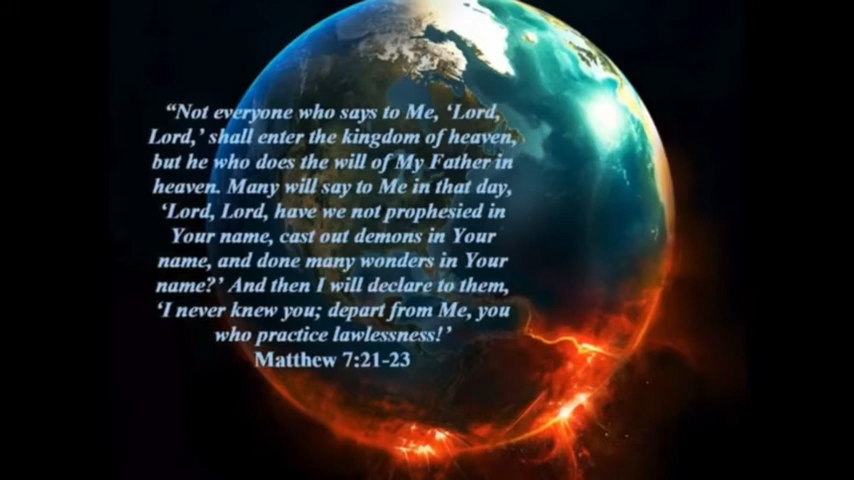 “Not everyone who says to Me, ‘Lord,
Lord,’ shall enter the kingdom of heaven,
but he who does the will of My Father in
heaven. Many will say to Me in that day,
‘Lord, Lord, have we not prophesied in
Your name, cast out demons in Your
name, and done many wonders in Your
name?’ And then I will declare to them,
‘I never knew you; depart from Me, you
who practice lawlessness!’
Matthew 7:21-23